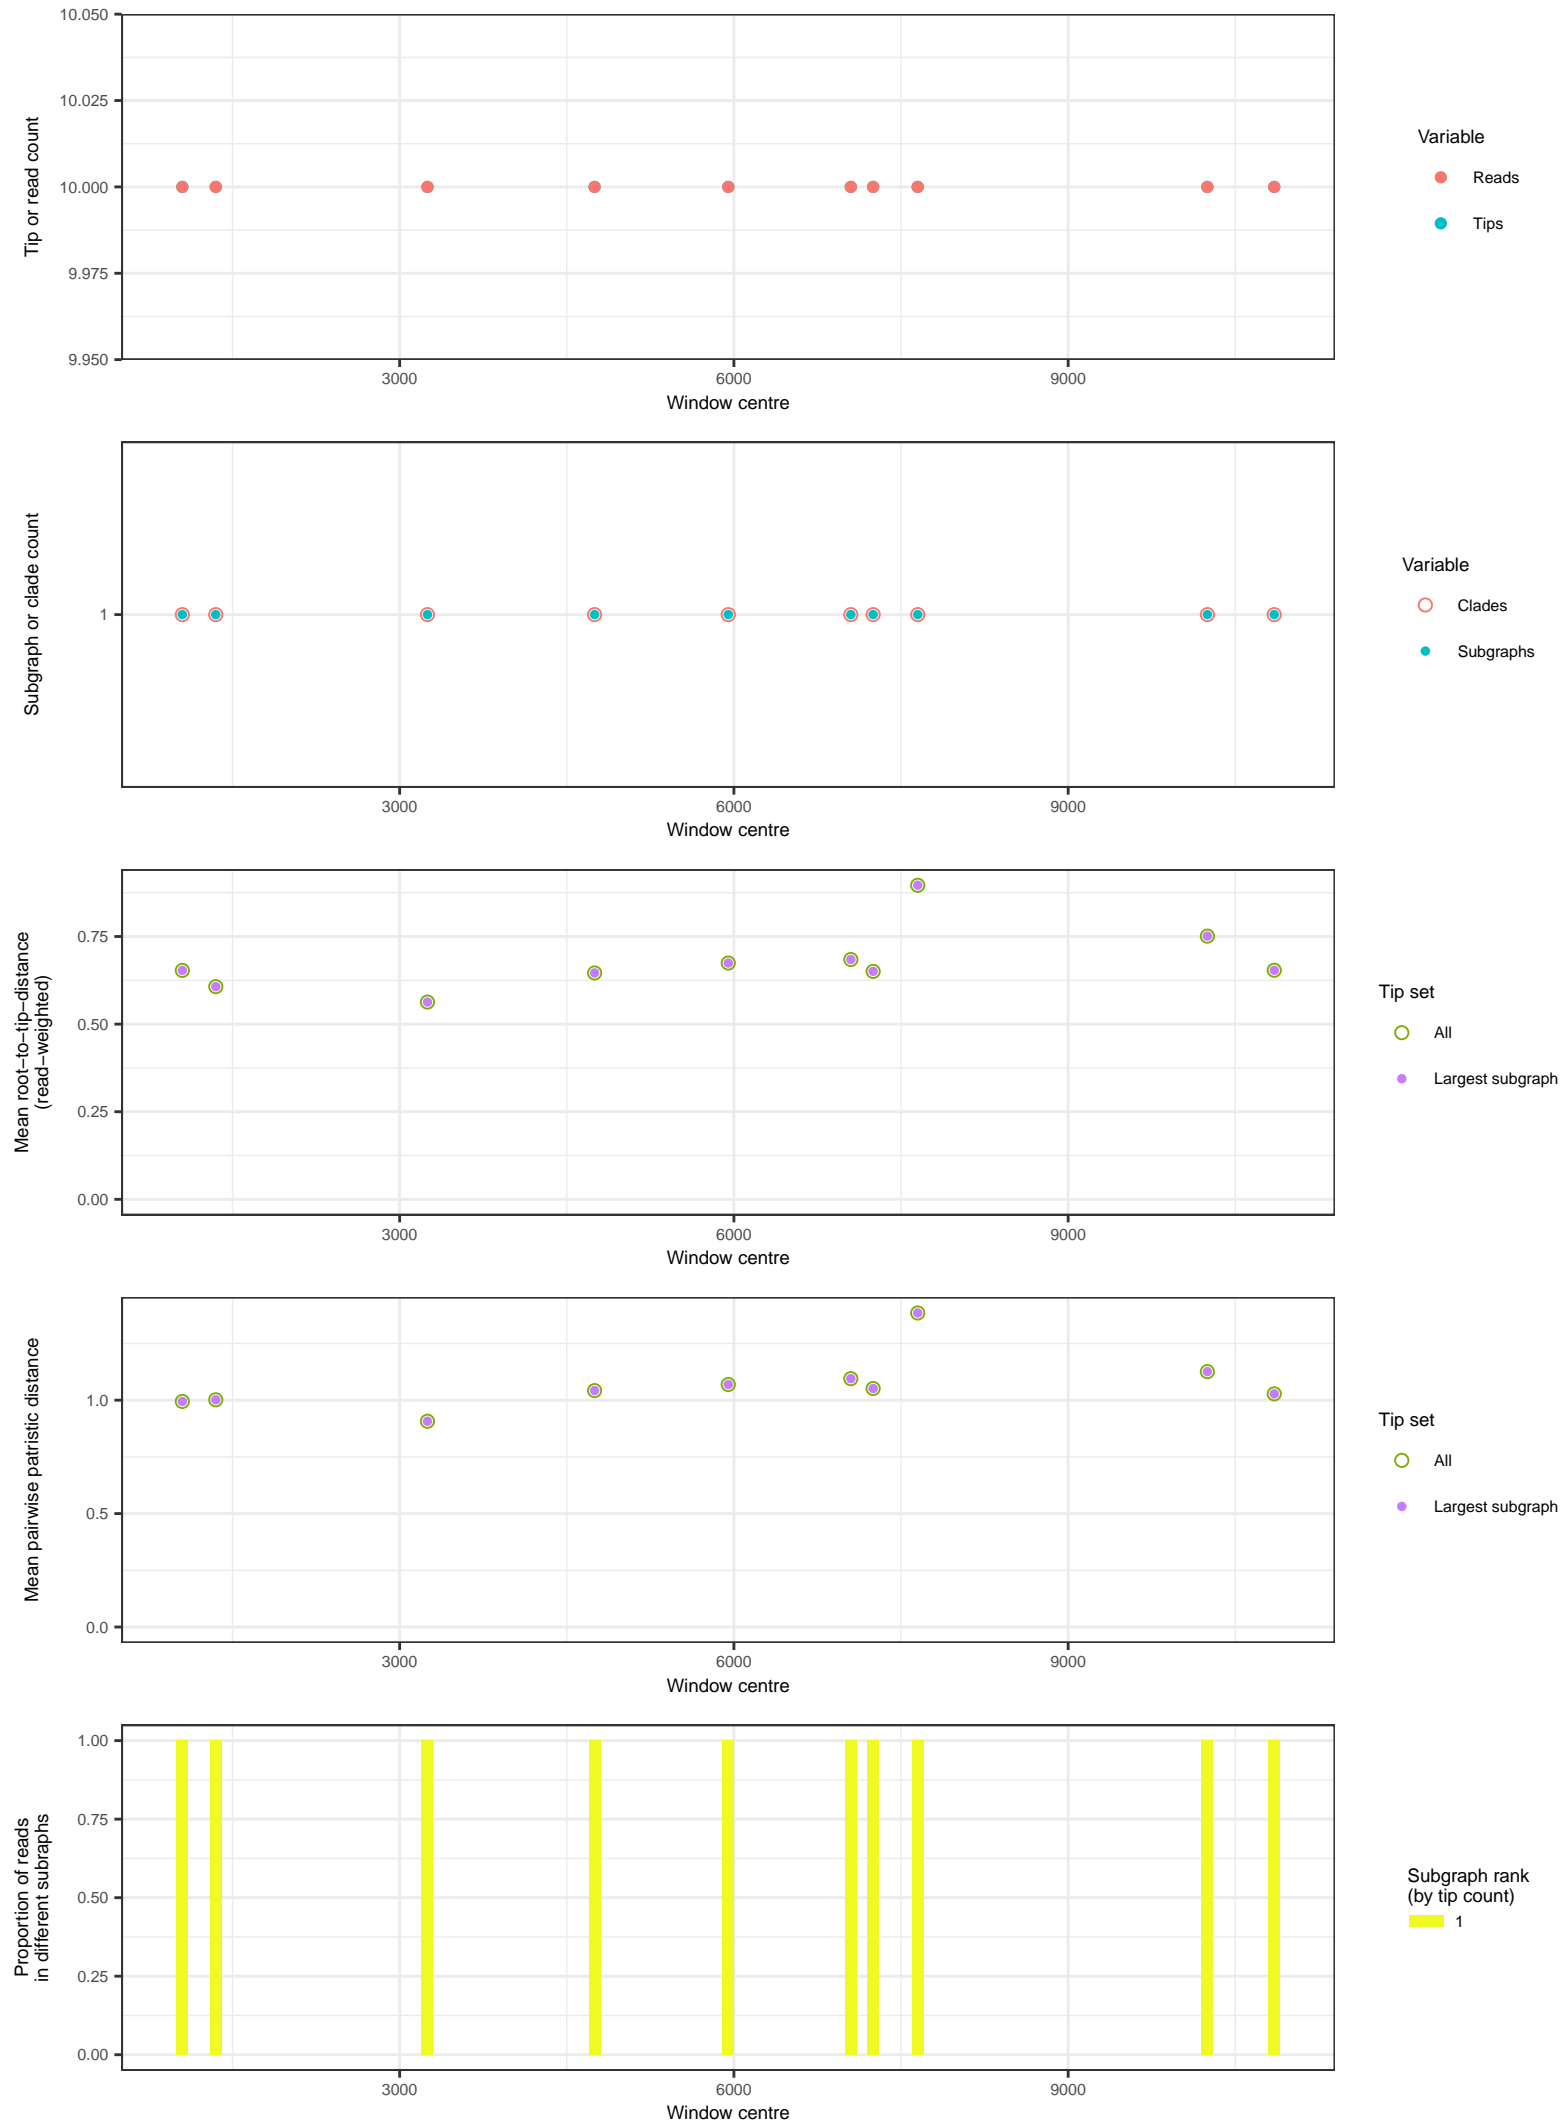 10.050
10.025
10.000
9.975
9.950
Tip or read count
3000
6000
9000
Window centre
Variable
Reads
Tips
1
Subgraph or clade count
3000
6000
9000
Window centre
Variable
Clades
Subgraphs
0.75
0.50
0.25
0.00
Mean root−to−tip−distance
(read−weighted)
3000
6000
9000
Window centre
Tip set
All
Largest subgraph
1.0
0.5
0.0
Mean pairwise patristic distance
3000
6000
9000
Window centre
Tip set
All
Largest subgraph
1.00
0.75
0.50
0.25
0.00
Proportion of reads
in different subraphs
3000
6000
9000
Window centre
Subgraph rank
(by tip count)
1